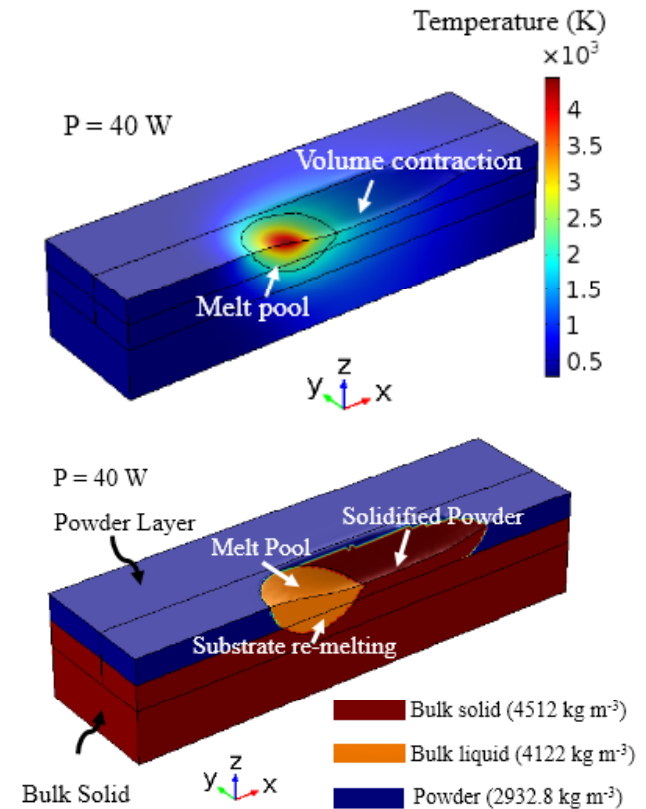 Temperature (K)
×10³
P = 40 W
4
Volume contraction
3.5
3
2.5
2
Melt pool
1.5
1
0.5
z
y
x
P = 40 W
Powder Layer
Solidified Powder
Melt Pool
Substrate re-melting
Bulk solid (4512 kg m⁻³)
Bulk liquid (4122 kg m⁻³)
z
y
x
Bulk Solid
Powder (2932.8 kg m⁻³)